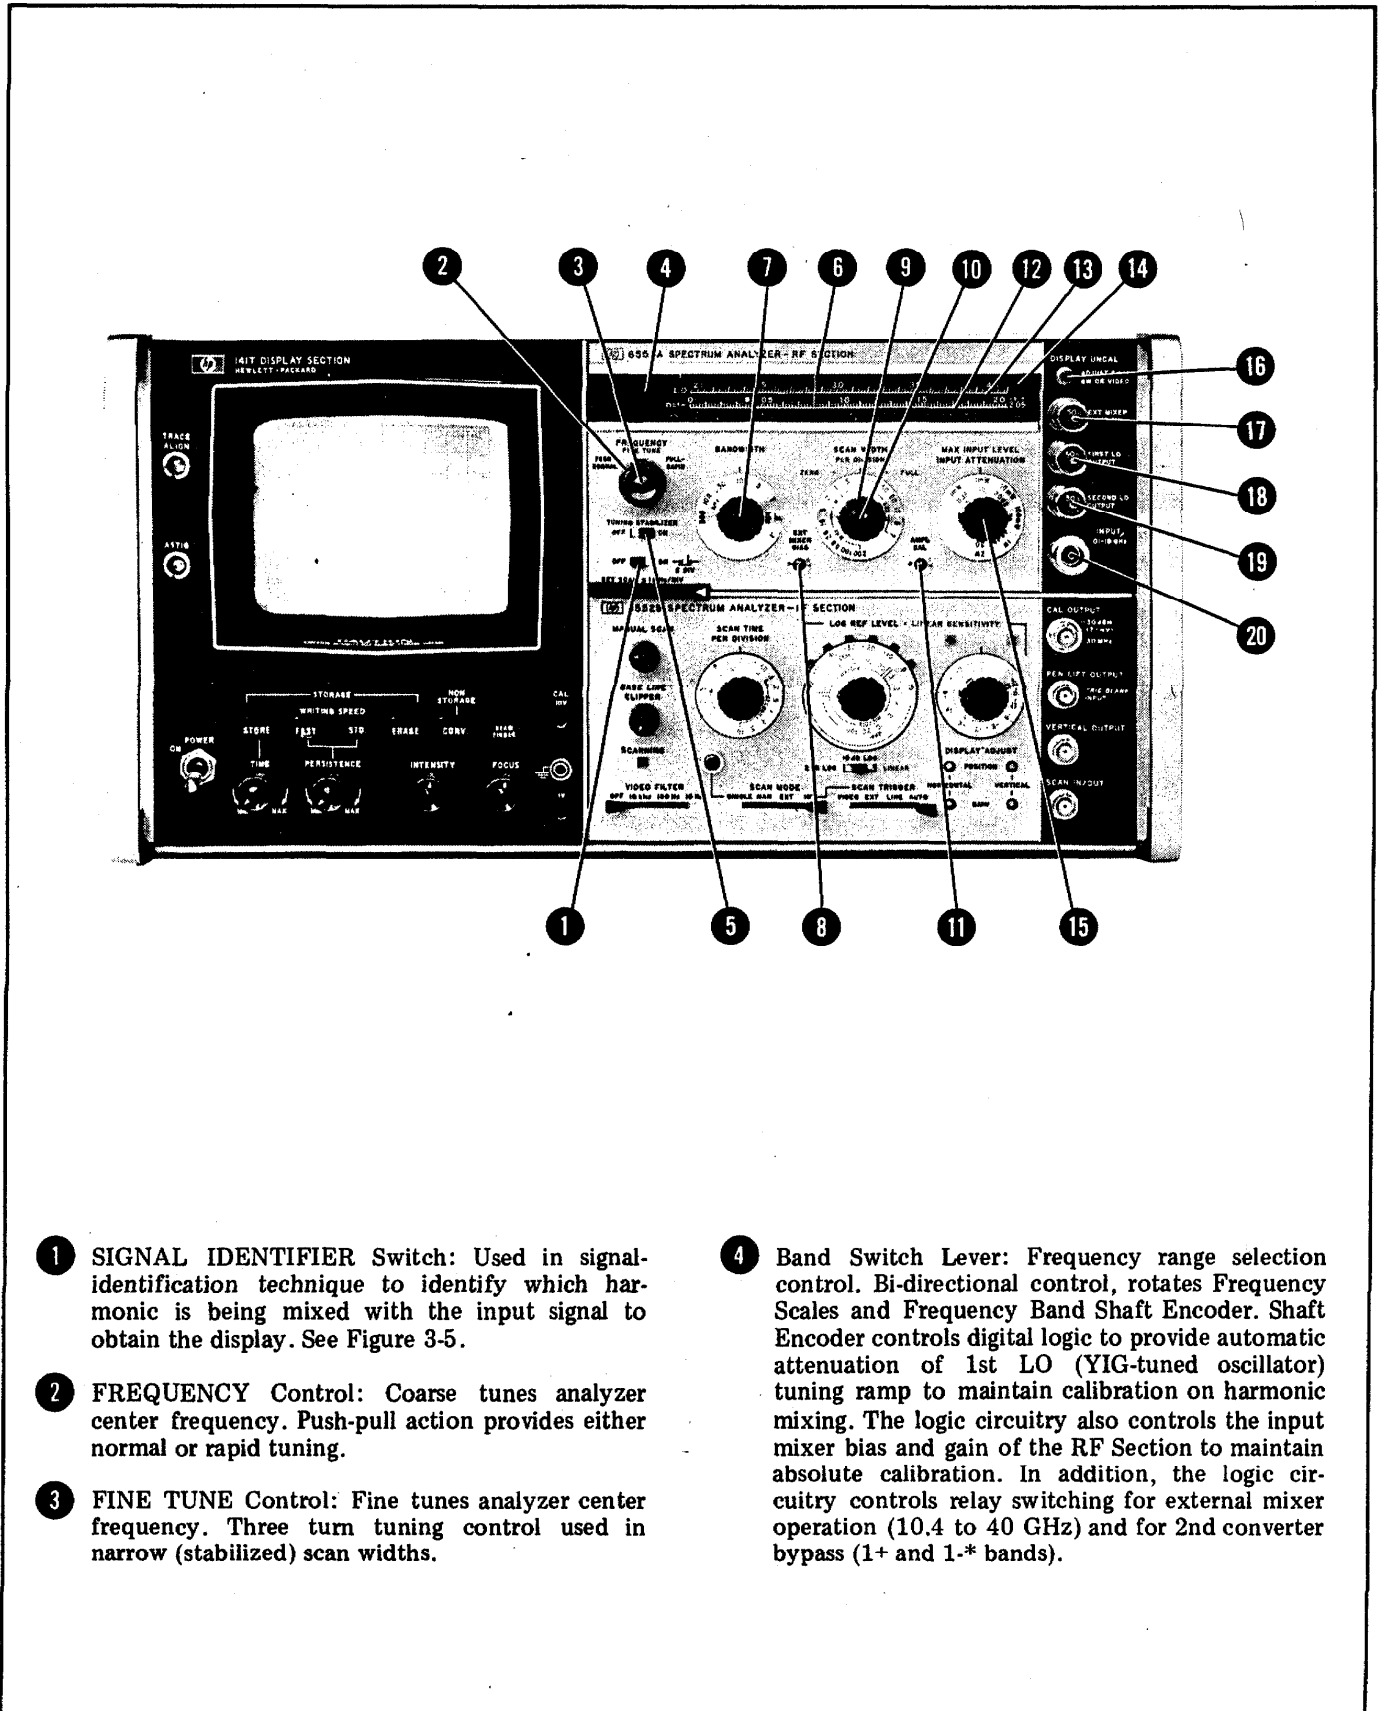 2 3 4 7 6 9 10 12 13 14
hp 141T DISPLAY SECTION
HEWLETT-PACKARD
SPECTRUM ANALYZER-RF SECTION
DISPLAY UNCAL
16
EXT MIXER
17
TRACE
ALIGN
FREQUENCY
FINE TUNE
BANDWIDTH
SCAN WIDTH
PER DIVISION
ZERO FULL
MAX INPUT LEVEL
INPUT ATTENUATION
FIRST LO
OUTPUT
18
SECOND LO
OUTPUT
19
TUNING STABILIZER
OFF ON
ASTIG
EXT
MIXER
BIAS
AMPL
CAL
INPUT
OFF ON
SPECTRUM ANALYZER-IF SECTION
CAL OUTPUT
20
MANUAL SCAN
SCAN TIME
PER DIVISION
LOG REF LEVEL - LINEAR SENSITIVITY
BASE LINE
CLIPPER
PEN LIFT OUTPUT
STORAGE
NON
STORAGE
CAL
10V
WRITING SPEED
STORE FAST STD ERASE CONV
VERTICAL OUTPUT
POWER
ON
SCANNING
DISPLAY ADJUST
TIME PERSISTENCE INTENSITY FOCUS
LINEAR POSITION
SCAN IN/OUT
VIDEO FILTER SCAN MODE SCAN TRIGGER HORIZONTAL VERTICAL
SINGLE MAN EXT INT VIDEO EXT LINE AUTO GAIN
MAX MAX
1V
1 5 8 11 15
1 SIGNAL IDENTIFIER Switch: Used in signal-
identification technique to identify which har-
monic is being mixed with the input signal to
obtain the display. See Figure 3-5.
2 FREQUENCY Control: Coarse tunes analyzer
center frequency. Push-pull action provides either
normal or rapid tuning.
3 FINE TUNE Control: Fine tunes analyzer center
frequency. Three turn tuning control used in
narrow (stabilized) scan widths.
4 Band Switch Lever: Frequency range selection
control. Bi-directional control, rotates Frequency
Scales and Frequency Band Shaft Encoder. Shaft
Encoder controls digital logic to provide automatic
attenuation of 1st LO (YIG-tuned oscillator)
tuning ramp to maintain calibration on harmonic
mixing. The logic circuitry also controls the input
mixer bias and gain of the RF Section to maintain
absolute calibration. In addition, the logic cir-
cuitry controls relay switching for external mixer
operation (10.4 to 40 GHz) and for 2nd converter
bypass (1+ and 1-* bands).